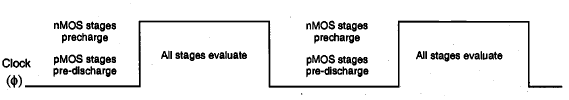 nMOS stages
precharge
nMOS stages
precharge
All stages evaluate
All stages evaluate
pMOS stages
pre-discharge
pMOS stages
pre-discharge
Clock
(ϕ)